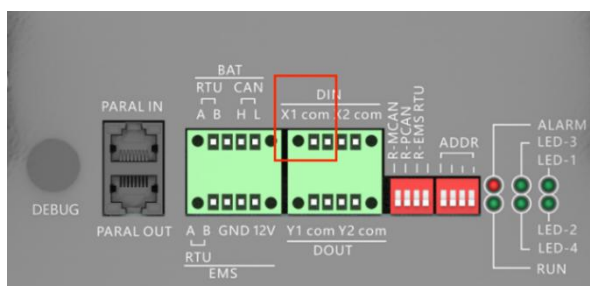 BAT
RTU CAN
A B H L
DIN
X1 com X2 com
PARAL IN
R-MCAN
R-PCAN
R-EMS RTU
ADDR
ALARM
LED-3
LED-1
DEBUG
PARAL OUT
A B GND 12V
RTU
EMS
Y1 com Y2 com
DOUT
LED-2
LED-4
RUN